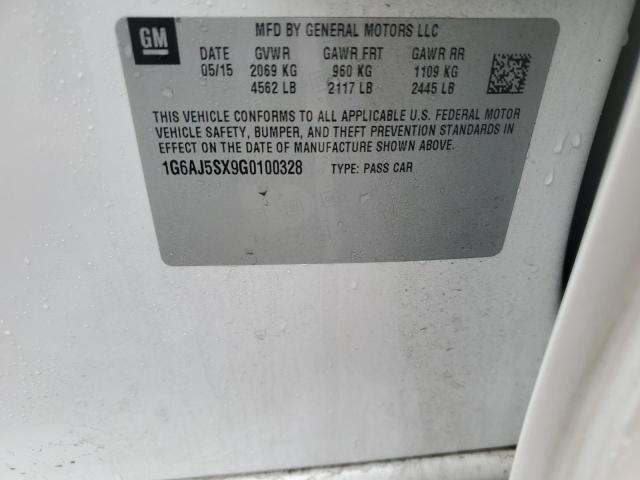 GM
MFD BY GENERAL MOTORS LLC
05/15 GVWR GAWR FRT GAWR RR
2069 KG 960 KG 1109 KG
4562 LB 2117 LB 2445 LB
THIS VEHICLE CONFORMS TO ALL APPLICABLE U.S. FEDERAL MOTOR
VEHICLE SAFETY, BUMPER, AND THEFT PREVENTION STANDARDS IN
EFFECT ON THE DATE OF MANUFACTURE SHOWN ABOVE.
1G6AJ5SX9G0100328 TYPE: PASS CAR